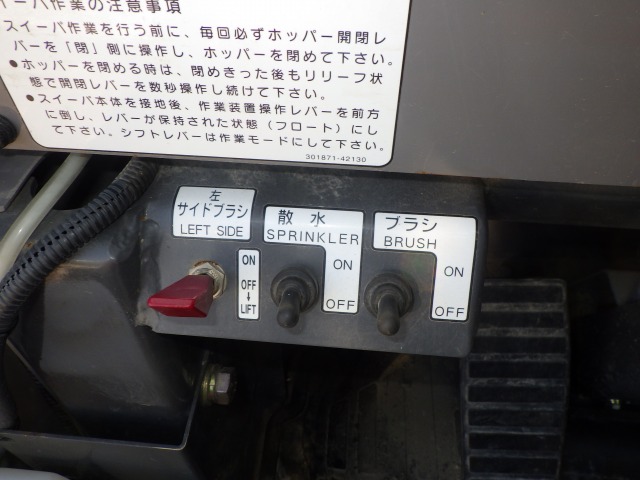 イーパ作業の注意事項
スイーパ作業を行う前に、毎回必ずホッパー開閉レ
バーを「閉」側に操作し、ホッパーを閉めて下さい。
●ホッパーを閉める時は、閉めきった後もリリーフ状
態で開閉レバーを数秒操作し続けて下さい。
●スイーパ本体を接地後、作業装置操作レバーを前方
に倒し、レバーが保持された状態（フロート）にし
て下さい。シフトレバーは作業モードにして下さい。
301871-42130
左
サイドブラシ
LEFT SIDE
ON
OFF
↓
LIFT
散水
SPRINKLER
ON
OFF
ブラシ
BRUSH
ON
OFF